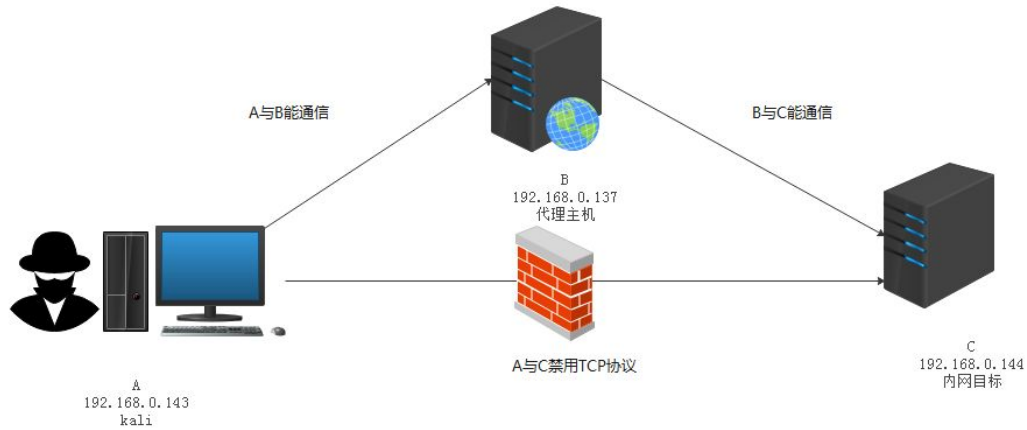 A与B能通信
B与C能通信
B
192.168.0.137
代理主机
A与C禁用TCP协议
A
192.168.0.143
kali
C
192.168.0.144
内网目标